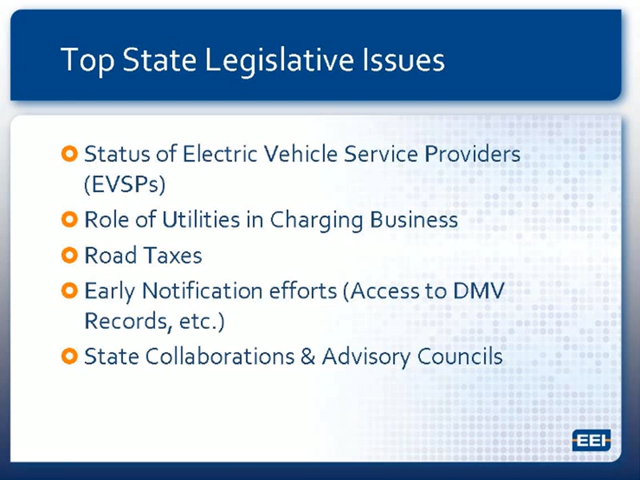 Top State Legislative Issues
Status of Electric Vehicle Service Providers
(EVSPs)
Role of Utilities in Charging Business
Road Taxes
Early Notification efforts (Access to DMV
Records, etc.)
State Collaborations & Advisory Councils
EEI